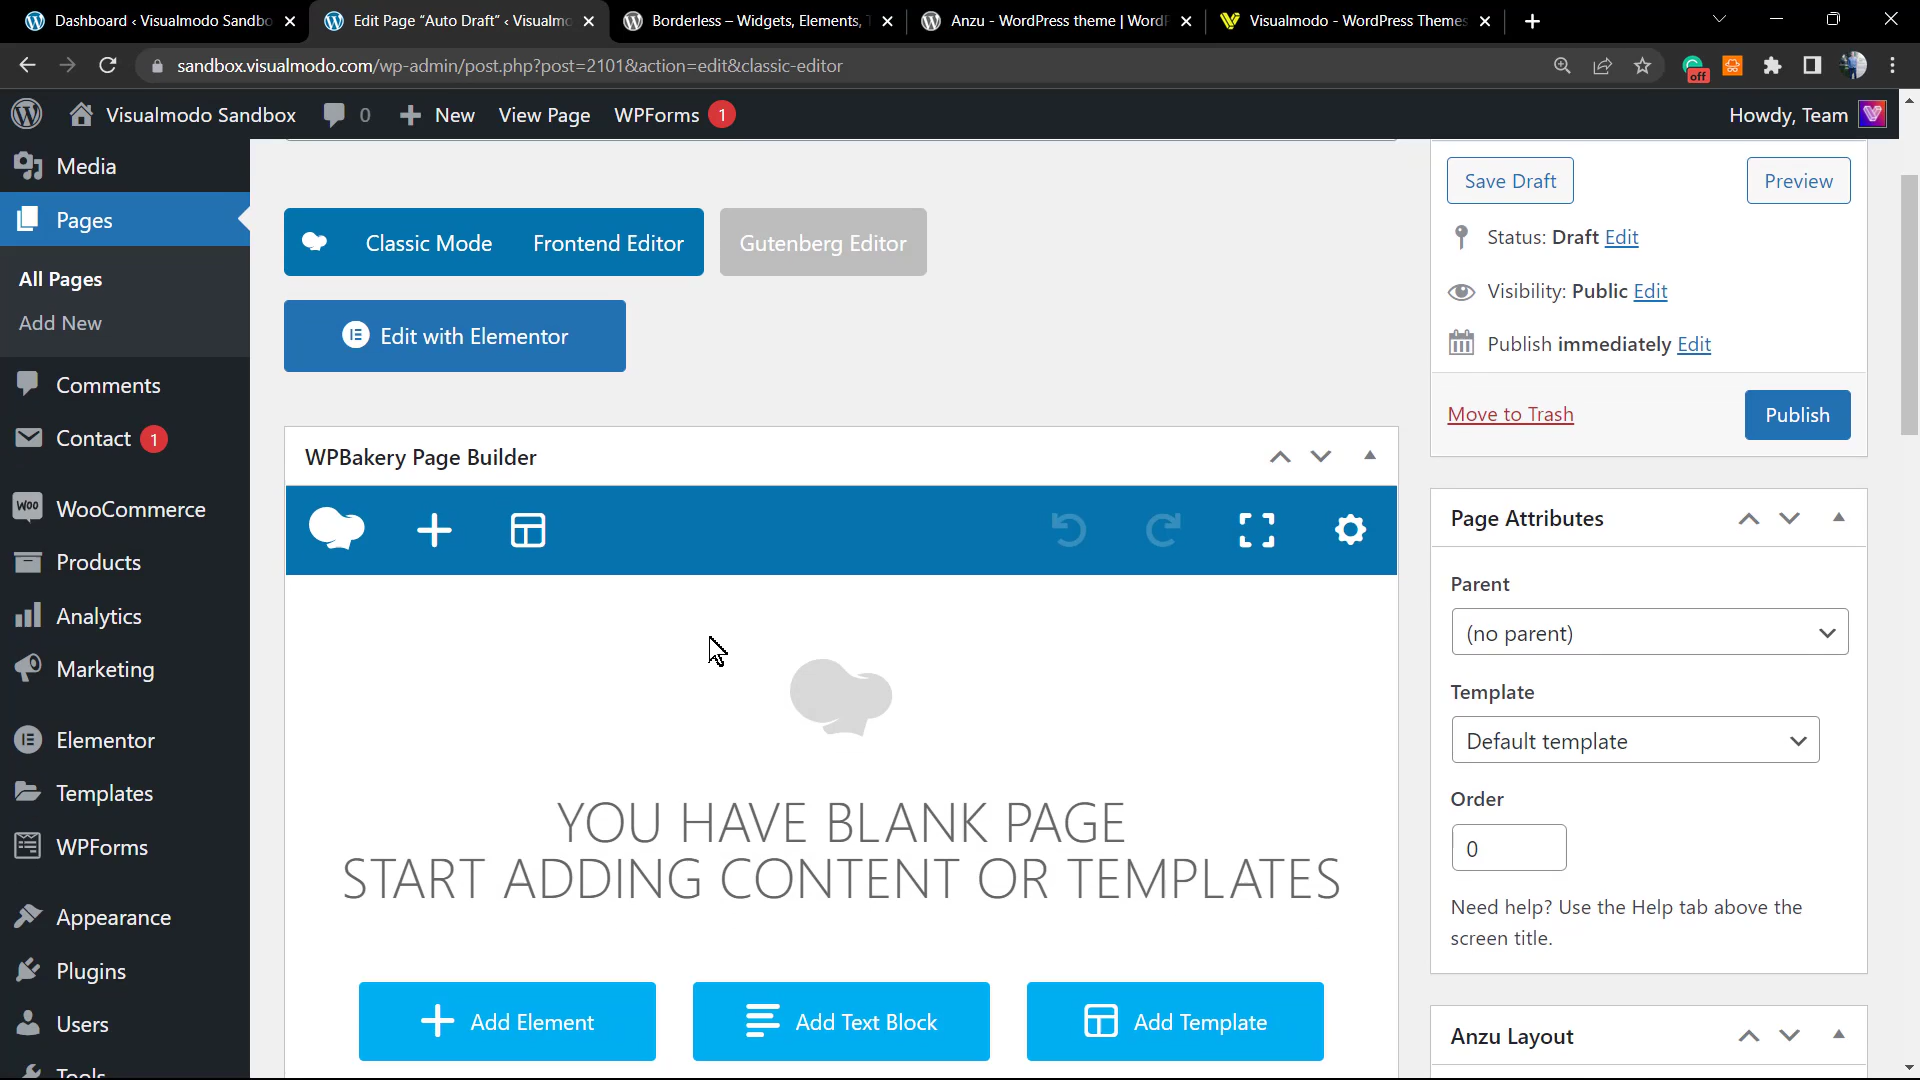 Dashboard ‹ Visualmodo Sandbo
Edit Page "Auto Draft" ‹ Visualmo
Borderless – Widgets, Elements, T
Anzu - WordPress theme | WordP
Visualmodo - WordPress Themes
sandbox.visualmodo.com/wp-admin/post.php?post=2101&action=edit&classic-editor
off
Visualmodo Sandbox
0
New
View Page
WPForms
1
Howdy, Team
Media
Pages
All Pages
Add New
Comments
Contact
1
WooCommerce
Products
Analytics
Marketing
Elementor
Templates
WPForms
Appearance
Plugins
Users
Tools
Classic Mode
Frontend Editor
Gutenberg Editor
Edit with Elementor
WPBakery Page Builder
YOU HAVE BLANK PAGE
START ADDING CONTENT OR TEMPLATES
Add Element
Add Text Block
Add Template
Save Draft
Preview
Status: Draft Edit
Visibility: Public Edit
Publish immediately Edit
Move to Trash
Publish
Page Attributes
Parent
(no parent)
Template
Default template
Order
0
Need help? Use the Help tab above the
screen title.
Anzu Layout